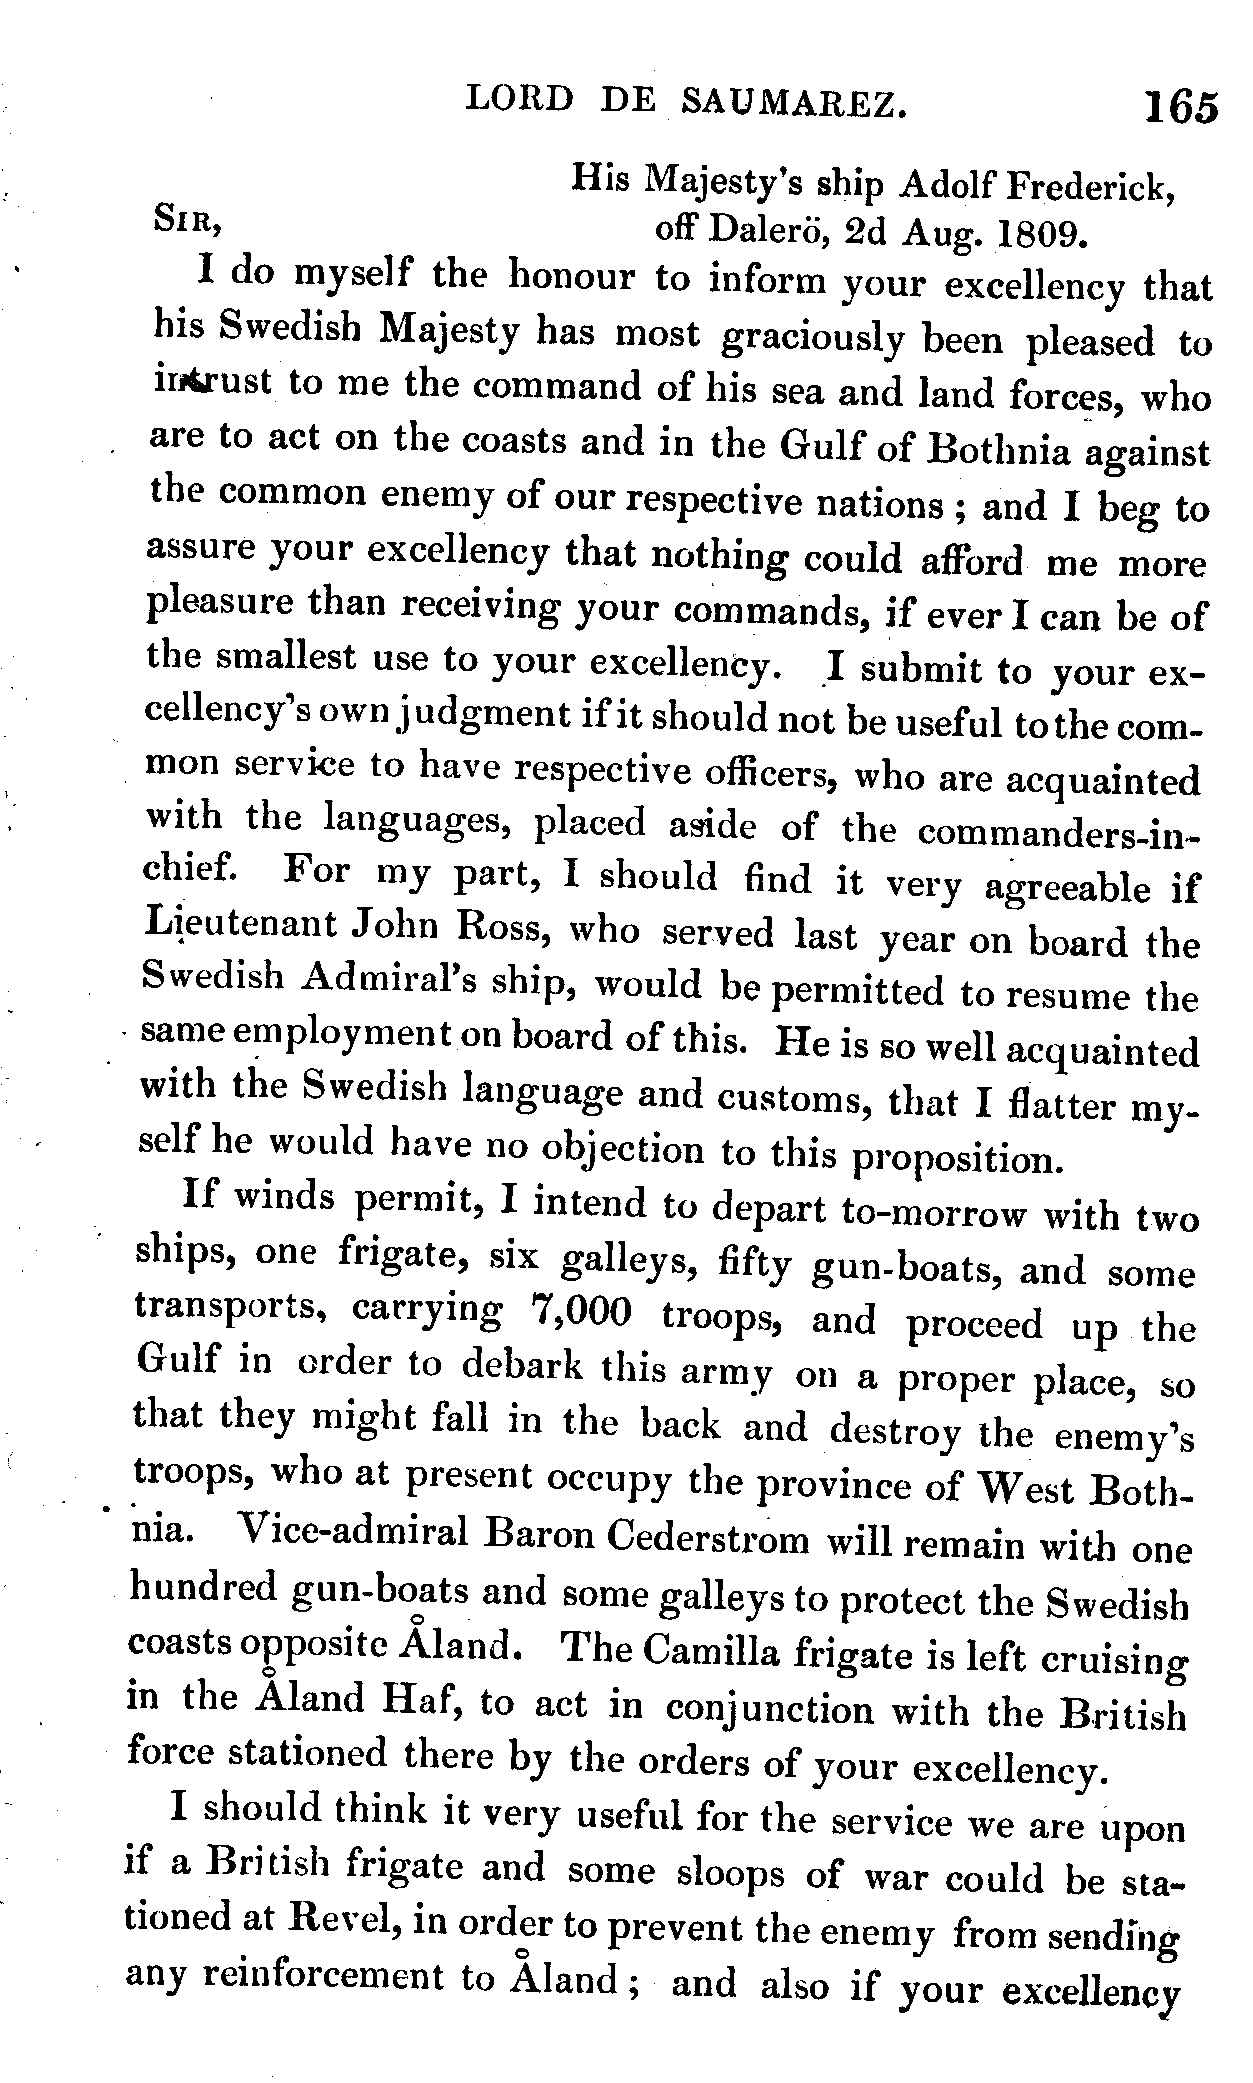 LORD DE SAUMAREZ. 165
His Majesty's ship Adolf Frederick,
SIR, off Dalerö, 2d Aug. 1809.
I do myself the honour to inform your excellency that
his Swedish Majesty has most graciously been pleased to
intrust to me the command of his sea and land forces, who
are to act on the coasts and in the Gulf of Bothnia against
the common enemy of our respective nations ; and I beg to
assure your excellency that nothing could afford me more
pleasure than receiving your commands, if ever I can be of
the smallest use to your excellency. I submit to your ex-
cellency's own judgment if it should not be useful to the com-
mon service to have respective officers, who are acquainted
with the languages, placed aside of the commanders-in-
chief. For my part, I should find it very agreeable if
Lieutenant John Ross, who served last year on board the
Swedish Admiral's ship, would be permitted to resume the
same employment on board of this. He is so well acquainted
with the Swedish language and customs, that I flatter my-
self he would have no objection to this proposition.
If winds permit, I intend to depart to-morrow with two
ships, one frigate, six galleys, fifty gun-boats, and some
transports, carrying 7,000 troops, and proceed up the
Gulf in order to debark this army on a proper place, so
that they might fall in the back and destroy the enemy's
troops, who at present occupy the province of West Both-
nia. Vice-admiral Baron Cederstrom will remain with one
hundred gun-boats and some galleys to protect the Swedish
coasts opposite Åland. The Camilla frigate is left cruising
in the Åland Haf, to act in conjunction with the British
force stationed there by the orders of your excellency.
I should think it very useful for the service we are upon
if a British frigate and some sloops of war could be sta-
tioned at Revel, in order to prevent the enemy from sending
any reinforcement to Åland ; and also if your excellency